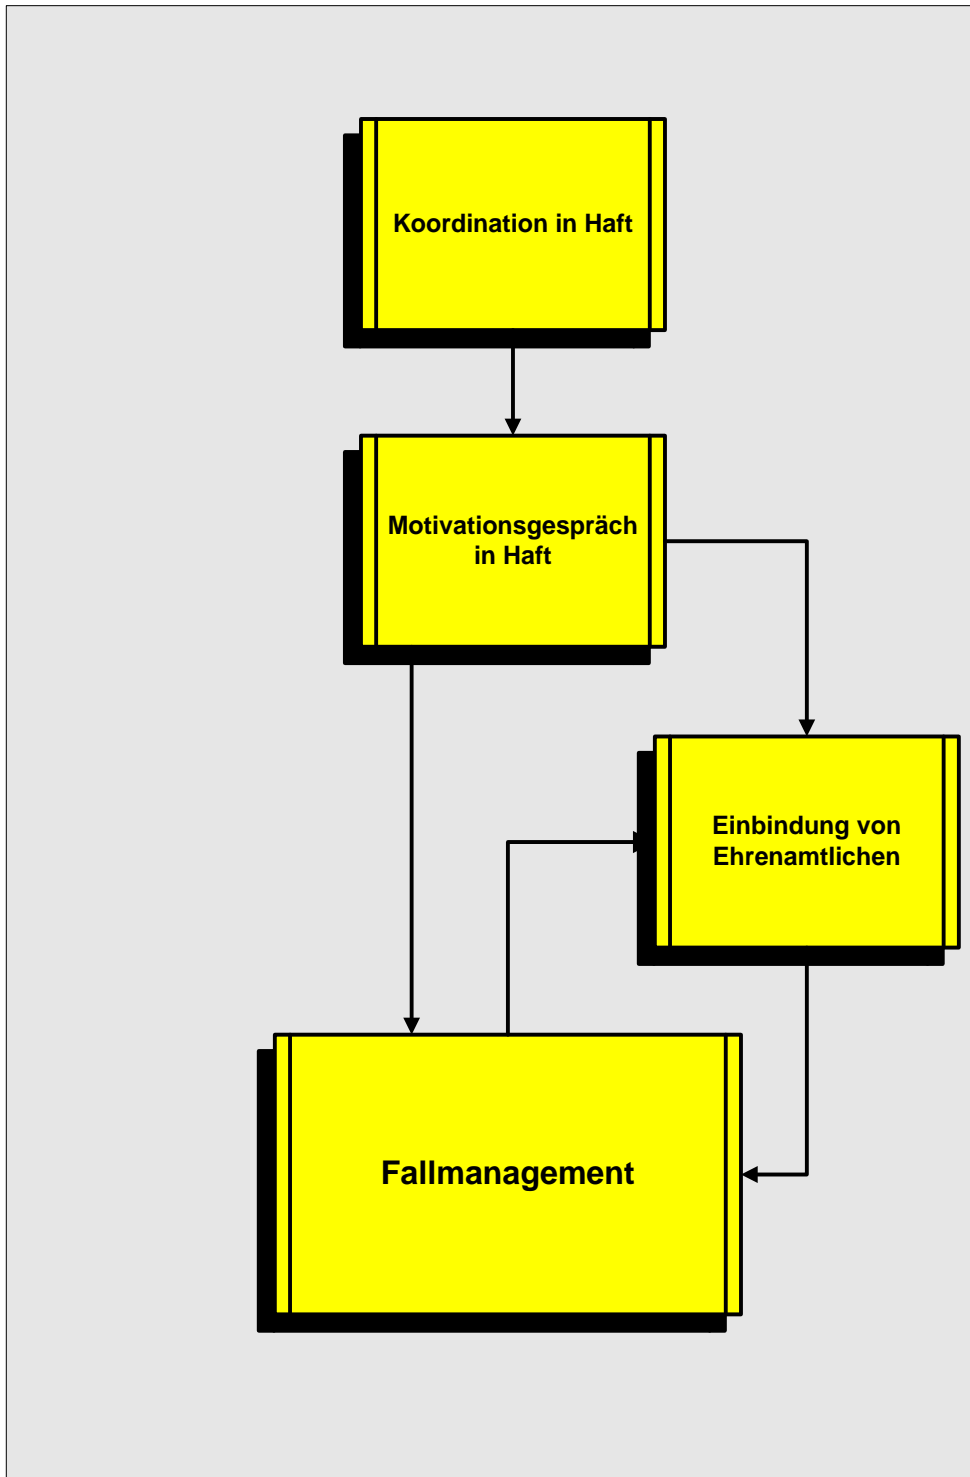 Koordination in Haft
Motivationsgespräch
in Haft
Einbindung von
Ehrenamtlichen
Fallmanagement